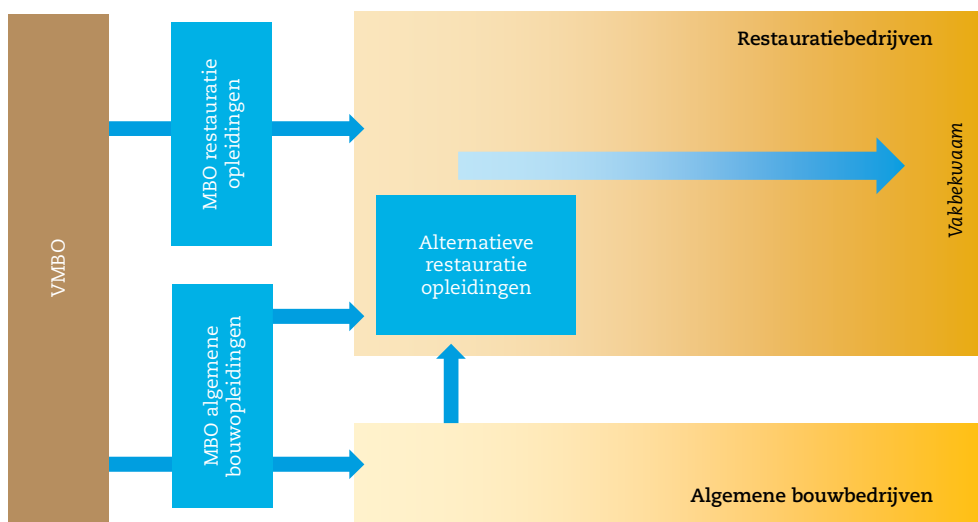 VMBO
MBO restauratie
opleidingen
MBO algemene
bouwopleidingen
Restauratiebedrijven
Vakbekwaam
Alternatieve
restauratie
opleidingen
Algemene bouwbedrijven